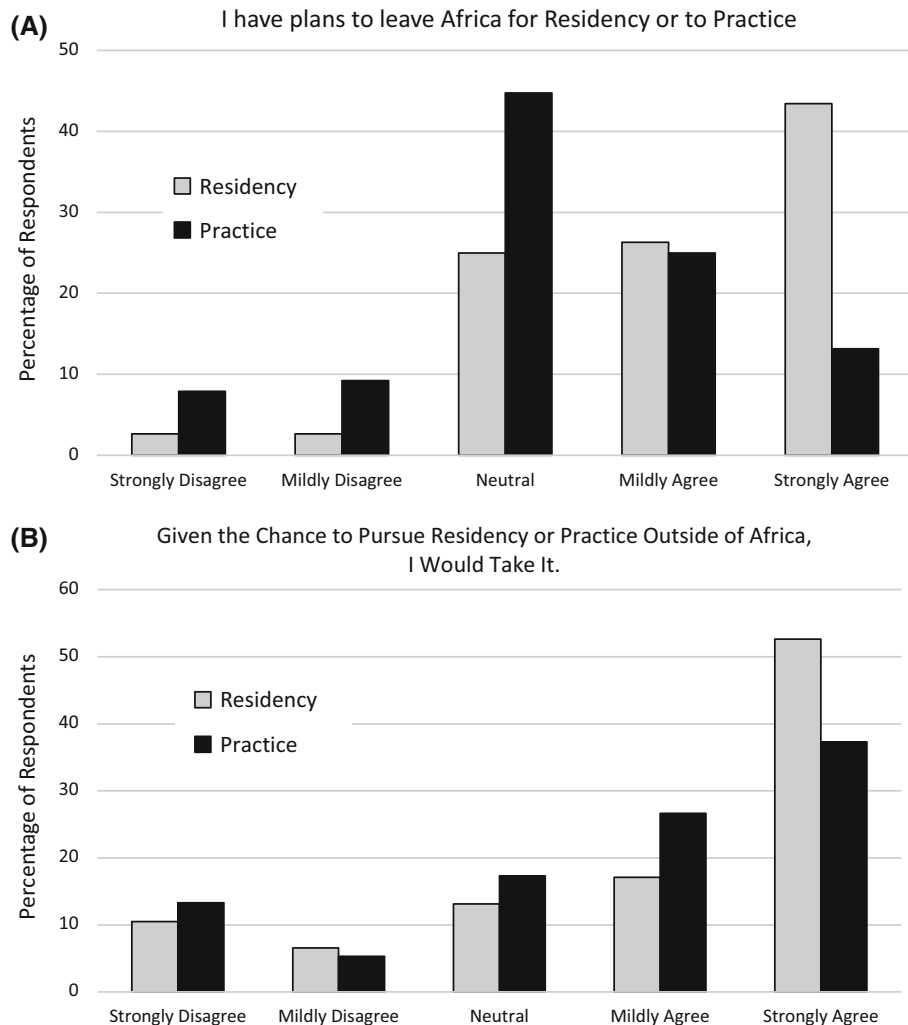 (A)
I have plans to leave Africa for Residency or to Practice
50
40
30
20
10
0
Percentage of Respondents
Residency
Practice
Strongly Disagree
Mildly Disagree
Neutral
Mildly Agree
Strongly Agree
(B)
Given the Chance to Pursue Residency or Practice Outside of Africa,
I Would Take It.
60
50
40
30
20
10
0
Percentage of Respondents
Residency
Practice
Strongly Disagree
Mildly Disagree
Neutral
Mildly Agree
Strongly Agree